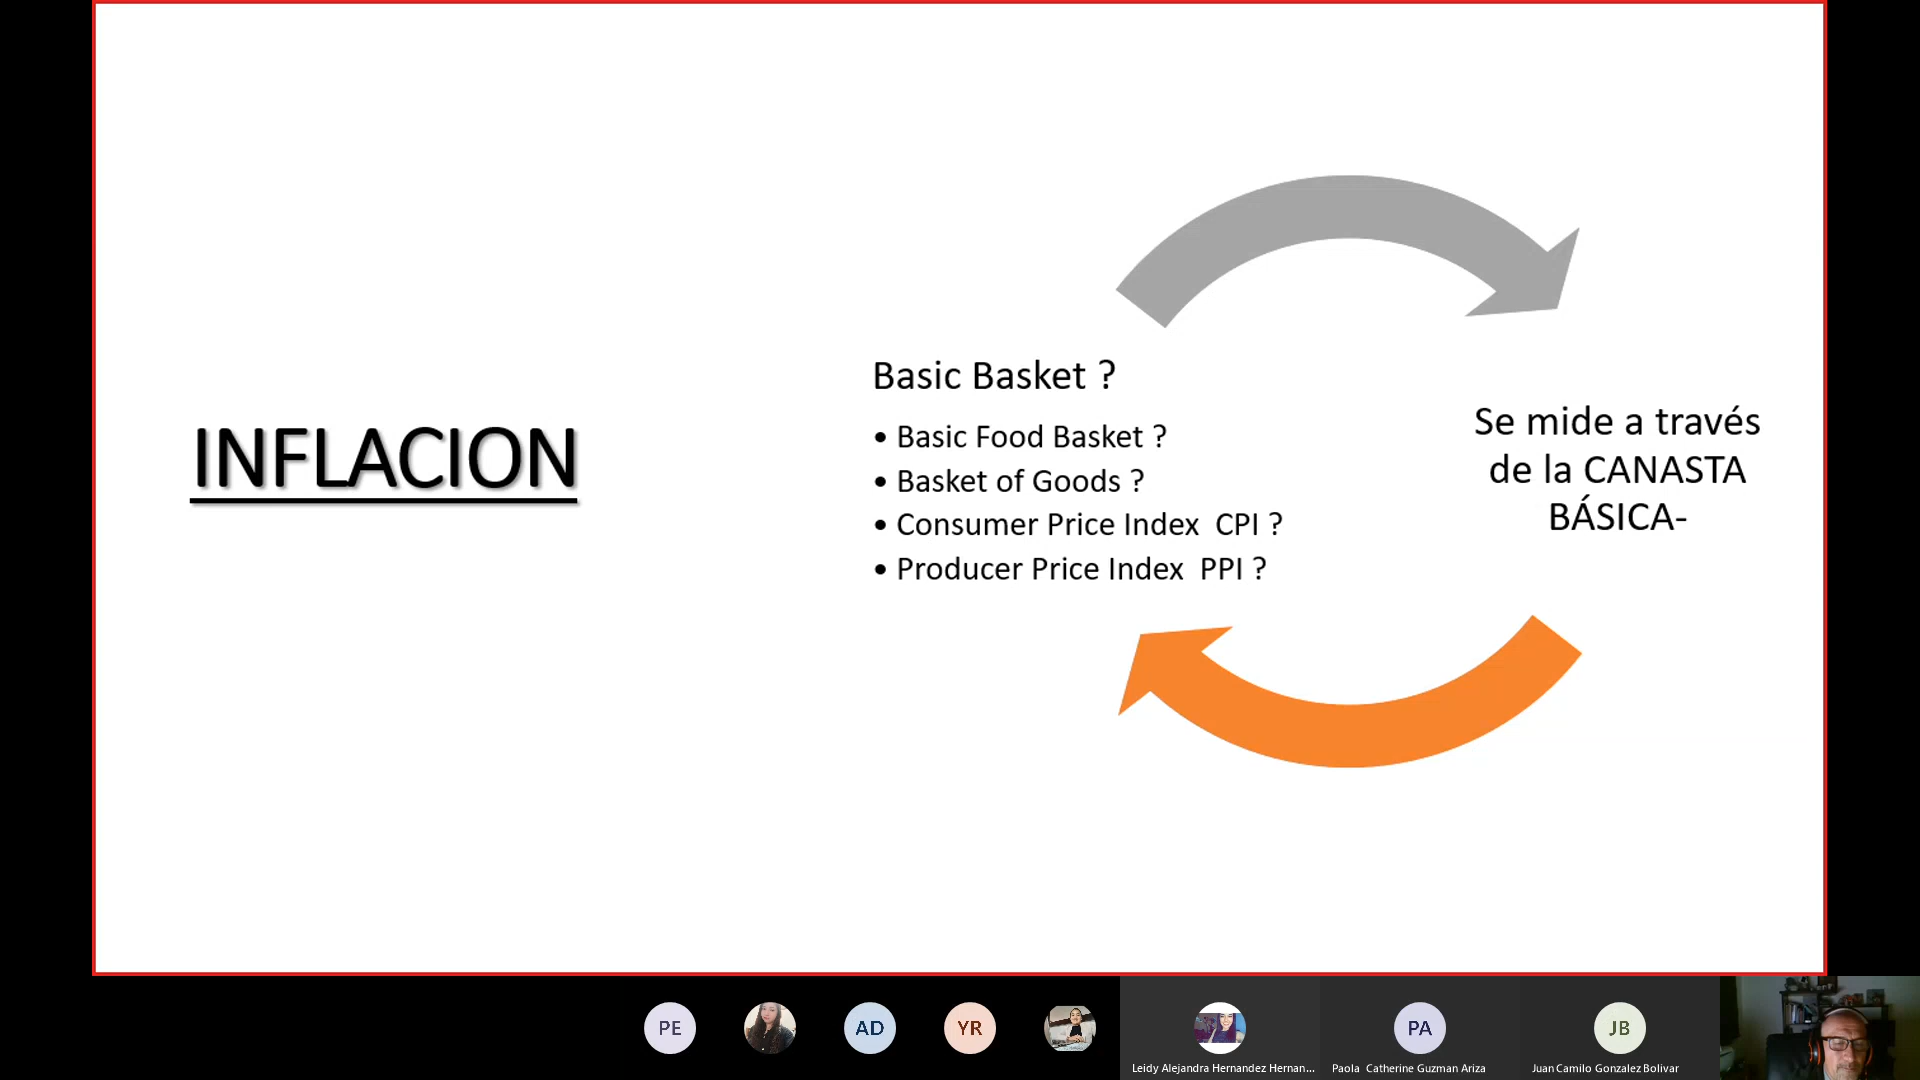 INFLACION
Basic Basket ?
• Basic Food Basket ?
• Basket of Goods ?
• Consumer Price Index  CPI ?
• Producer Price Index  PPI ?
Se mide a través
de la CANASTA
BÁSICA-
PE
AD
YR
PA
JB
Leidy Alejandra Hernandez Hernan...
Paola  Catherine Guzman Ariza
Juan Camilo Gonzalez Bolivar